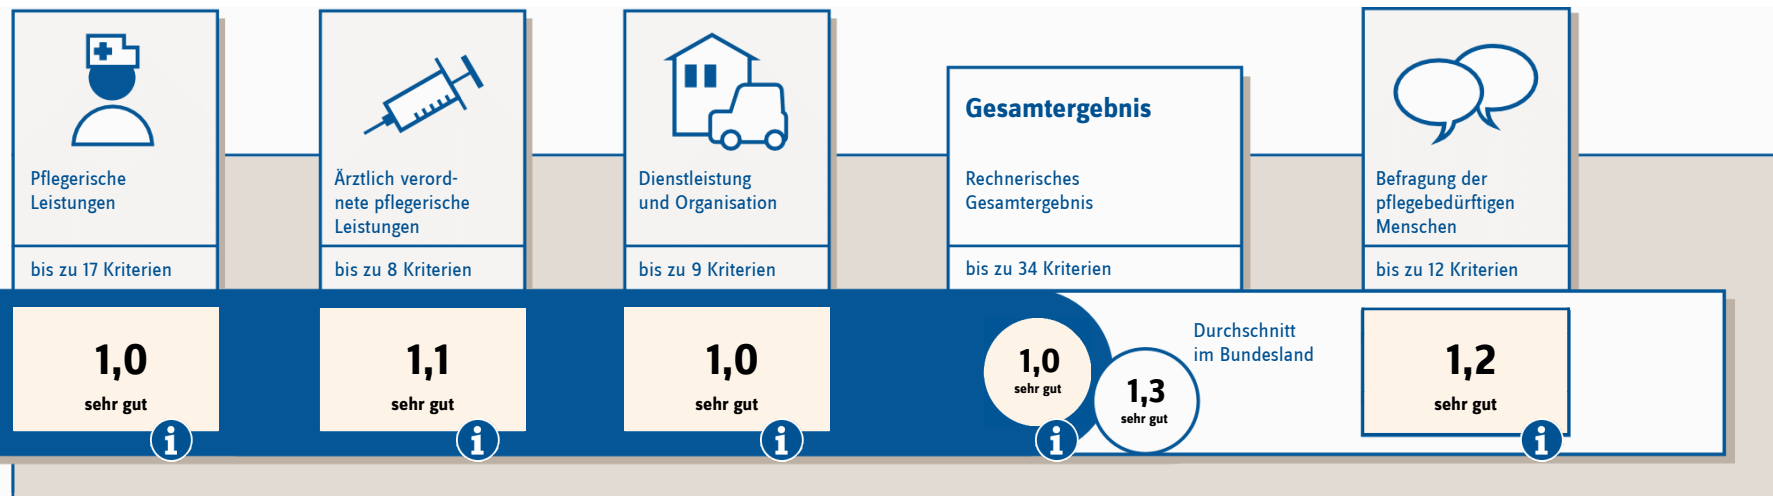 Pflegerische
Leistungen
bis zu 17 Kriterien
1,0
sehr gut
i
Ärztlich verord-
nete pflegerische
Leistungen
bis zu 8 Kriterien
1,1
sehr gut
i
Dienstleistung
und Organisation
bis zu 9 Kriterien
1,0
sehr gut
i
Gesamtergebnis
Rechnerisches
Gesamtergebnis
bis zu 34 Kriterien
1,0
sehr gut
i
1,3
sehr gut
Durchschnitt
im Bundesland
Befragung der
pflegebedürftigen
Menschen
bis zu 12 Kriterien
1,2
sehr gut
i